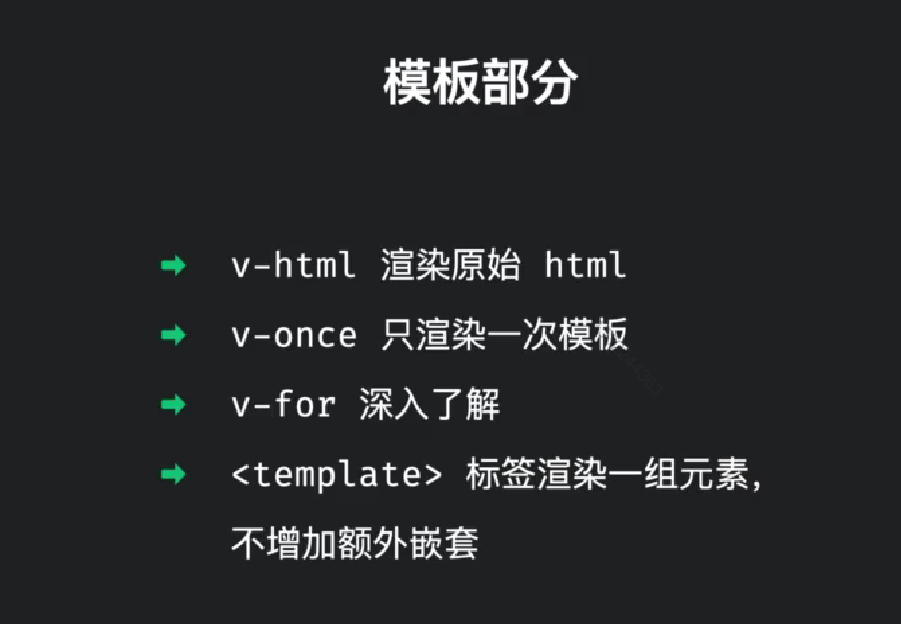 模板部分
v-html 渲染原始 html
v-once 只渲染一次模板
v-for 深入了解
<template> 标签渲染一组元素，
不增加额外嵌套